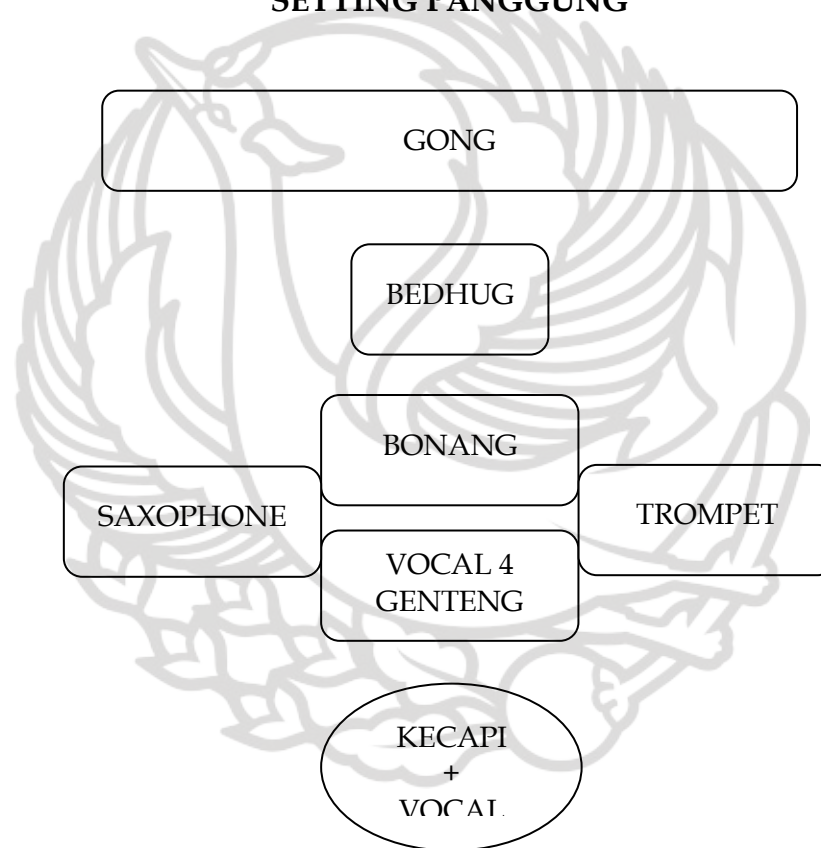 SETTING PANGGUNG
GONG
BEDHUG
BONANG
SAXOPHONE
TROMPET
VOCAL 4
GENTENG
KECAPI
+
VOCAL